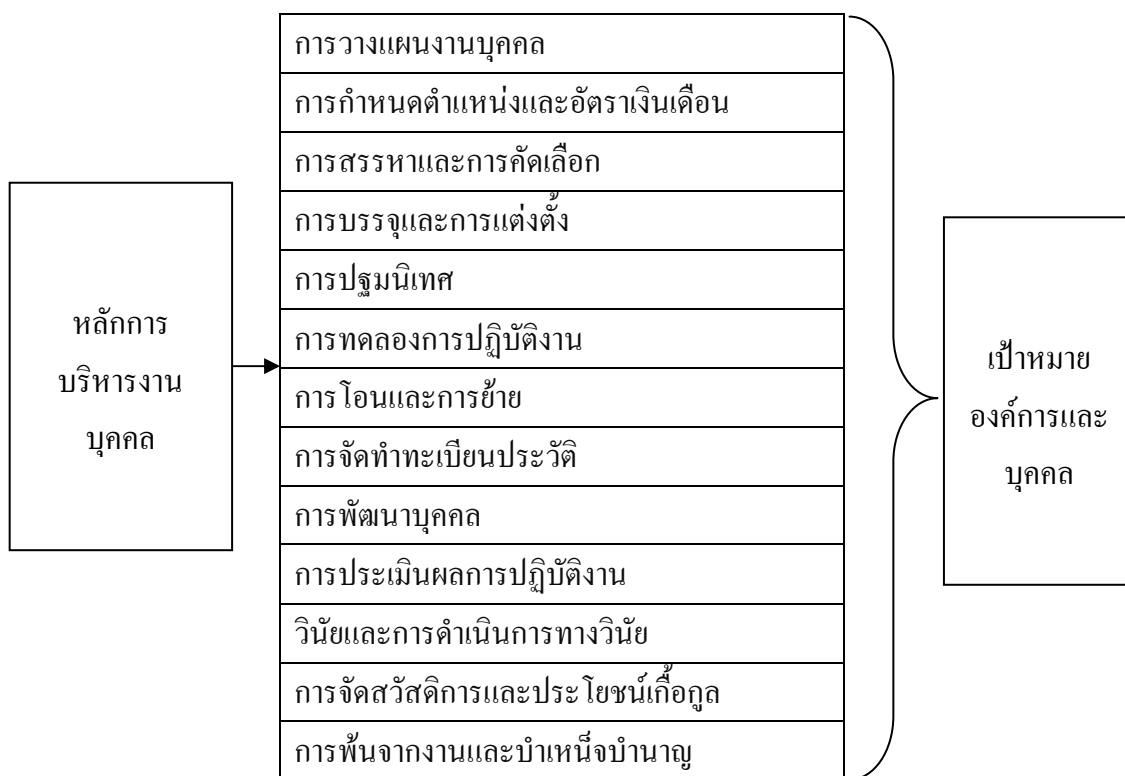 หลักการ
บริหารงาน
บุคคล
การวางแผนงานบุคคล
การกำหนดตำแหน่งและอัตราเงินเดือน
การสรรหาและการคัดเลือก
การบรรจุและการแต่งตั้ง
การปฐมนิเทศ
การทดลองการปฏิบัติงาน
การโอนและการย้าย
การจัดทำทะเบียนประวัติ
การพัฒนาบุคคล
การประเมินผลการปฏิบัติงาน
วินัยและการดำเนินการทางวินัย
การจัดสวัสดิการและประโยชน์เกื้อกูล
การพ้นจากงานและบำเหน็จบำนาญ
เป้าหมาย
องค์การและ
บุคคล